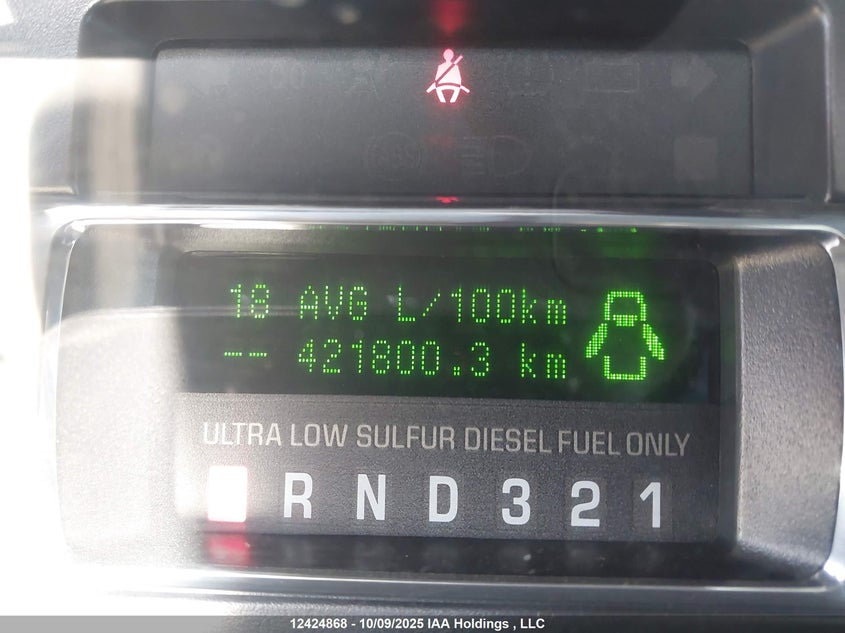 18 AVG L/100km
-- 421800.3 km
ULTRA LOW SULFUR DIESEL FUEL ONLY
R N D 3 2 1
12424868 - 10/09/2025 IAA Holdings , LLC